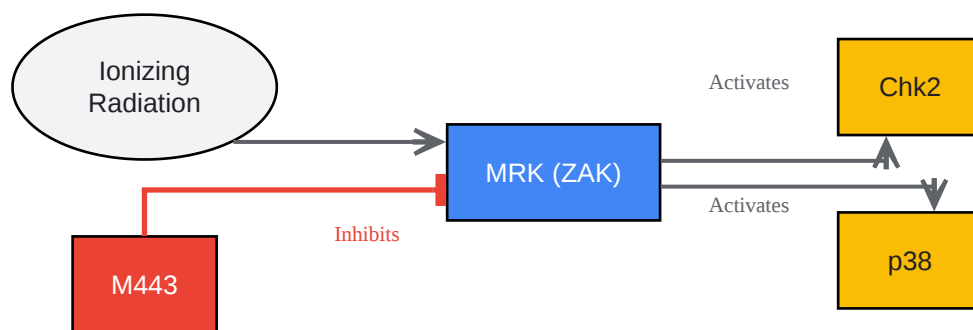 Ionizing
Radiation
Activates
Chk2
MRK (ZAK)
Activates
Inhibits
p38
M443